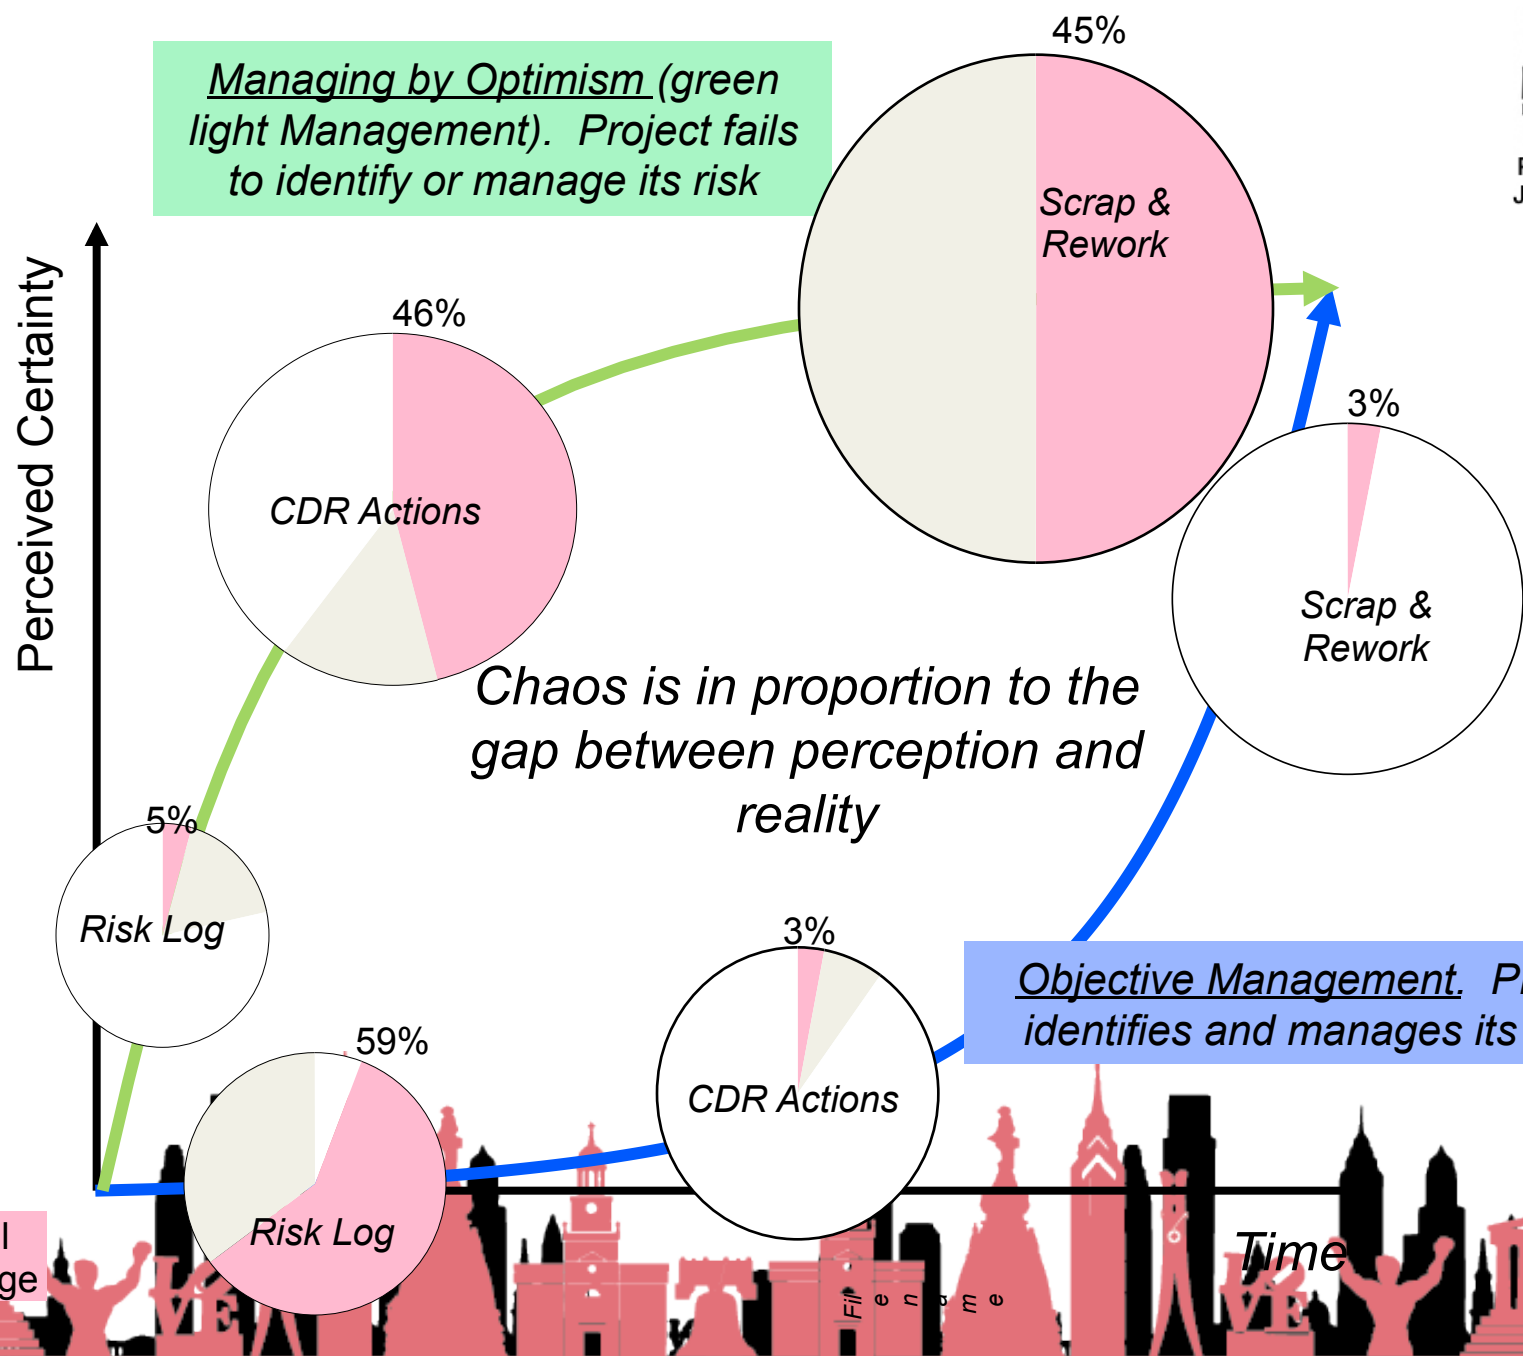 45%
Managing by Optimism (green
light Management).  Project fails
to identify or manage its risk
Scrap &
Rework
Perceived Certainty
46%
CDR Actions
3%
Scrap &
Rework
Chaos is in proportion to the
gap between perception and
reality
5%
Risk Log
3%
CDR Actions
Objective Management.
identifies and manages its
59%
Risk Log
Time
Filename